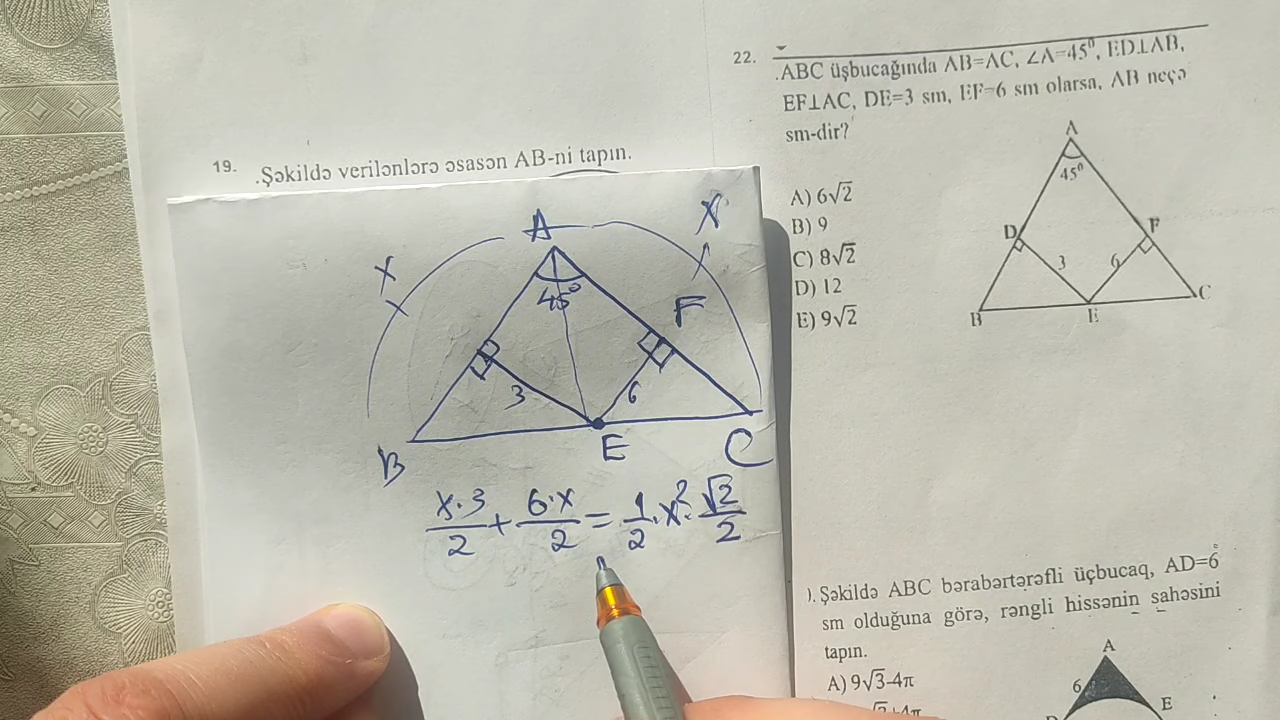 19. .Şəkildə verilənlərə əsasən AB-ni tapın.
A
X
X
45°
F
3
6
B
E
C
x·3/2 + 6·x/2 = 1/2·x²·√2/2
22. .ABC üşbucağında AB=AC, ∠A=45⁰, ED⊥AB,
EF⊥AC, DE=3 sm, EF=6 sm olarsa, AB neçə
sm-dir?
A) 6√2
B) 9
C) 8√2
D) 12
E) 9√2
A
45⁰
D
F
3
6
B
E
C
). Şəkildə ABC bərabərtərəfli üçbucaq, AD=6
sm olduğuna görə, rəngli hissənin sahəsini
tapın.
A) 9√3-4π
A
6
E